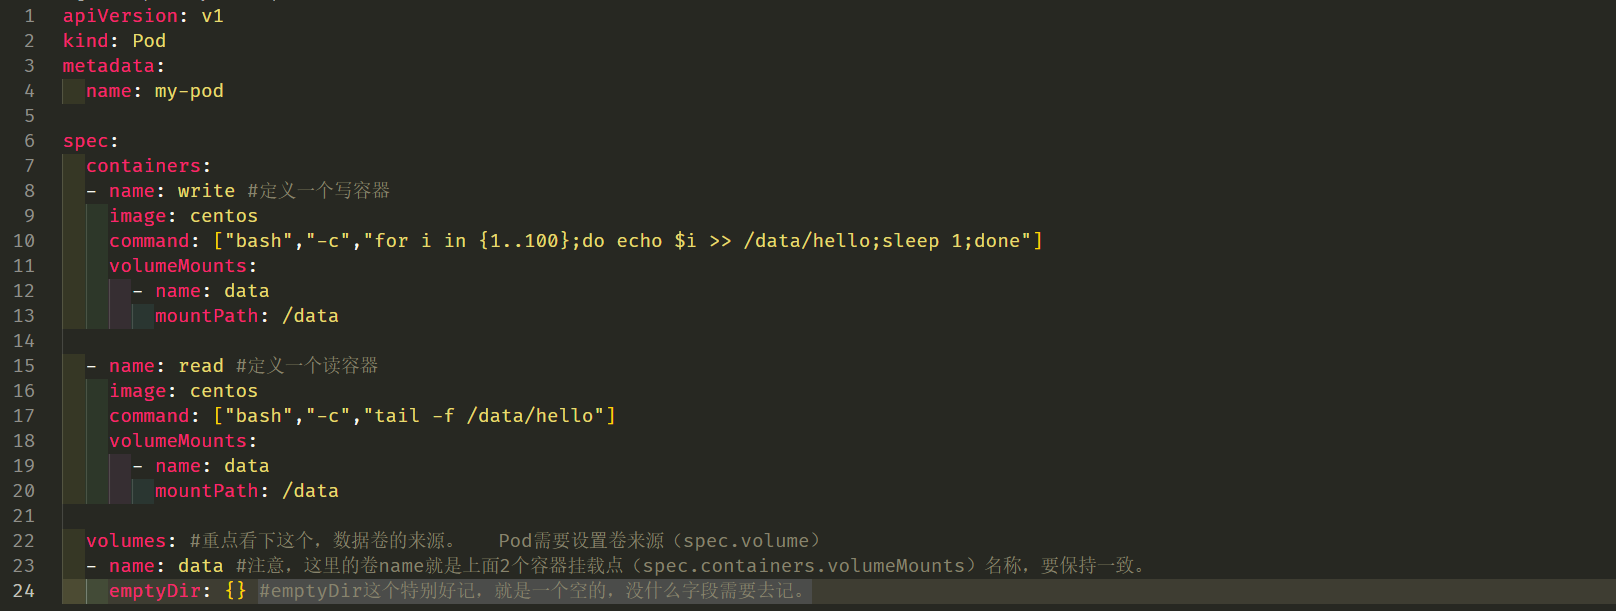 1 apiVersion: v1
2 kind: Pod
3 metadata:
4   name: my-pod
5
6 spec:
7   containers:
8   - name: write #定义一个写容器
9     image: centos
10     command: ["bash","-c","for i in {1..100};do echo $i >> /data/hello;sleep 1;done"]
11     volumeMounts:
12       - name: data
13         mountPath: /data
14
15   - name: read #定义一个读容器
16     image: centos
17     command: ["bash","-c","tail -f /data/hello"]
18     volumeMounts:
19       - name: data
20         mountPath: /data
21
22   volumes: #重点看下这个，数据卷的来源。   Pod需要设置卷来源（spec.volume）
23   - name: data #注意，这里的卷name就是上面2个容器挂载点（spec.containers.volumeMounts）名称，要保持一致。
24     emptyDir: {} #emptyDir这个特别好记，就是一个空的，没什么字段需要去记。